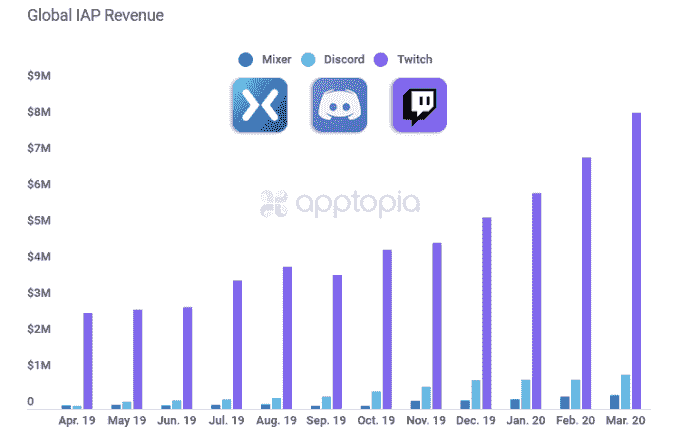 Global IAP Revenue
Mixer Discord Twitch
$9M
$8M
$7M
$6M
$5M
$4M
$3M
$2M
$1M
0
apptopia
Apr. 19 May 19 Jun. 19 Jul. 19 Aug. 19 Sep. 19 Oct. 19 Nov. 19 Dec. 19 Jan. 20 Feb. 20 Mar. 20